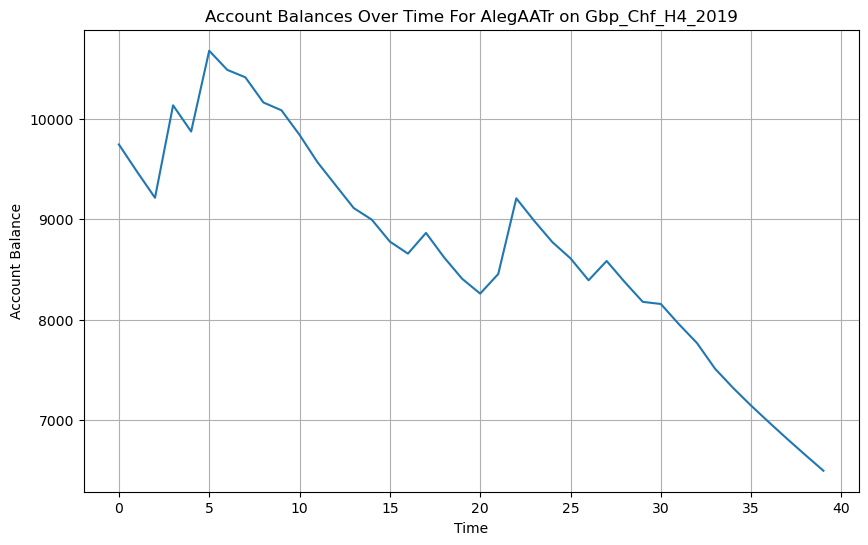 Account Balances Over Time For AlegAATr on Gbp_Chf_H4_2019
10000
9000
8000
7000
Account Balance
0 5 10 15 20 25 30 35 40
Time